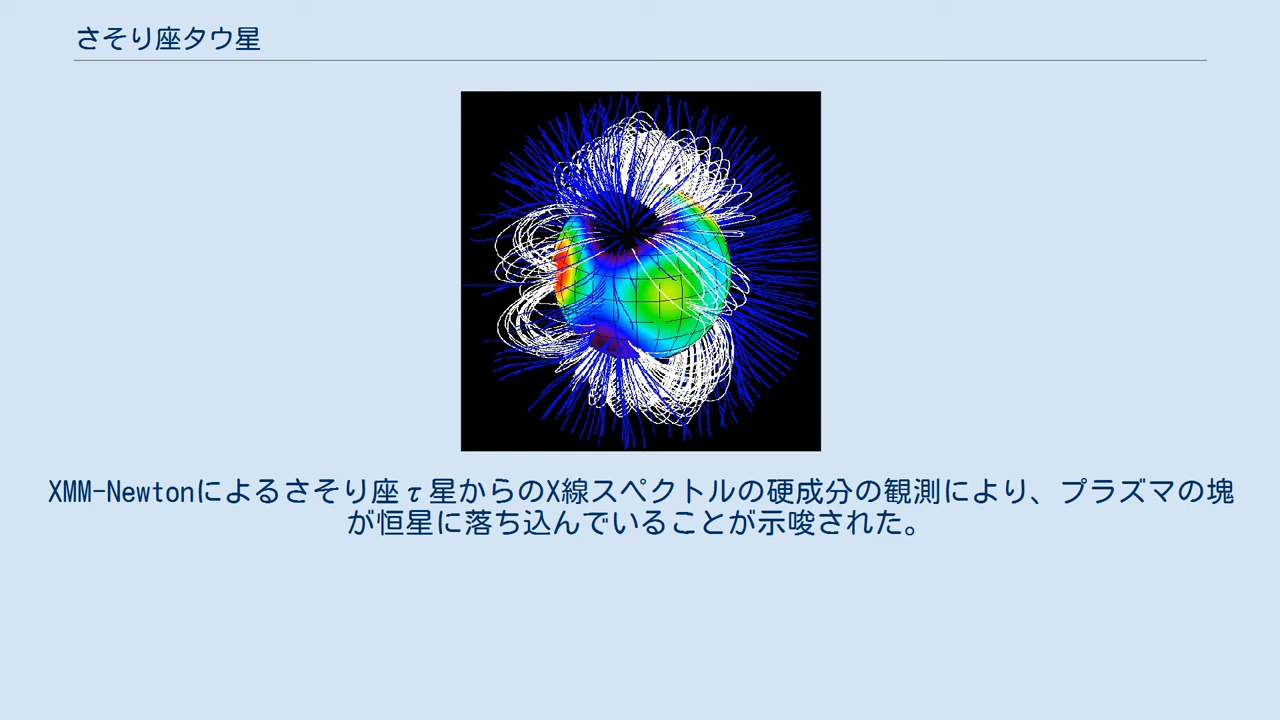 さそり座タウ星
XMM-Newtonによるさそり座τ星からのX線スペクトルの硬成分の観測により、プラズマの塊
が恒星に落ち込んでいることが示唆された。